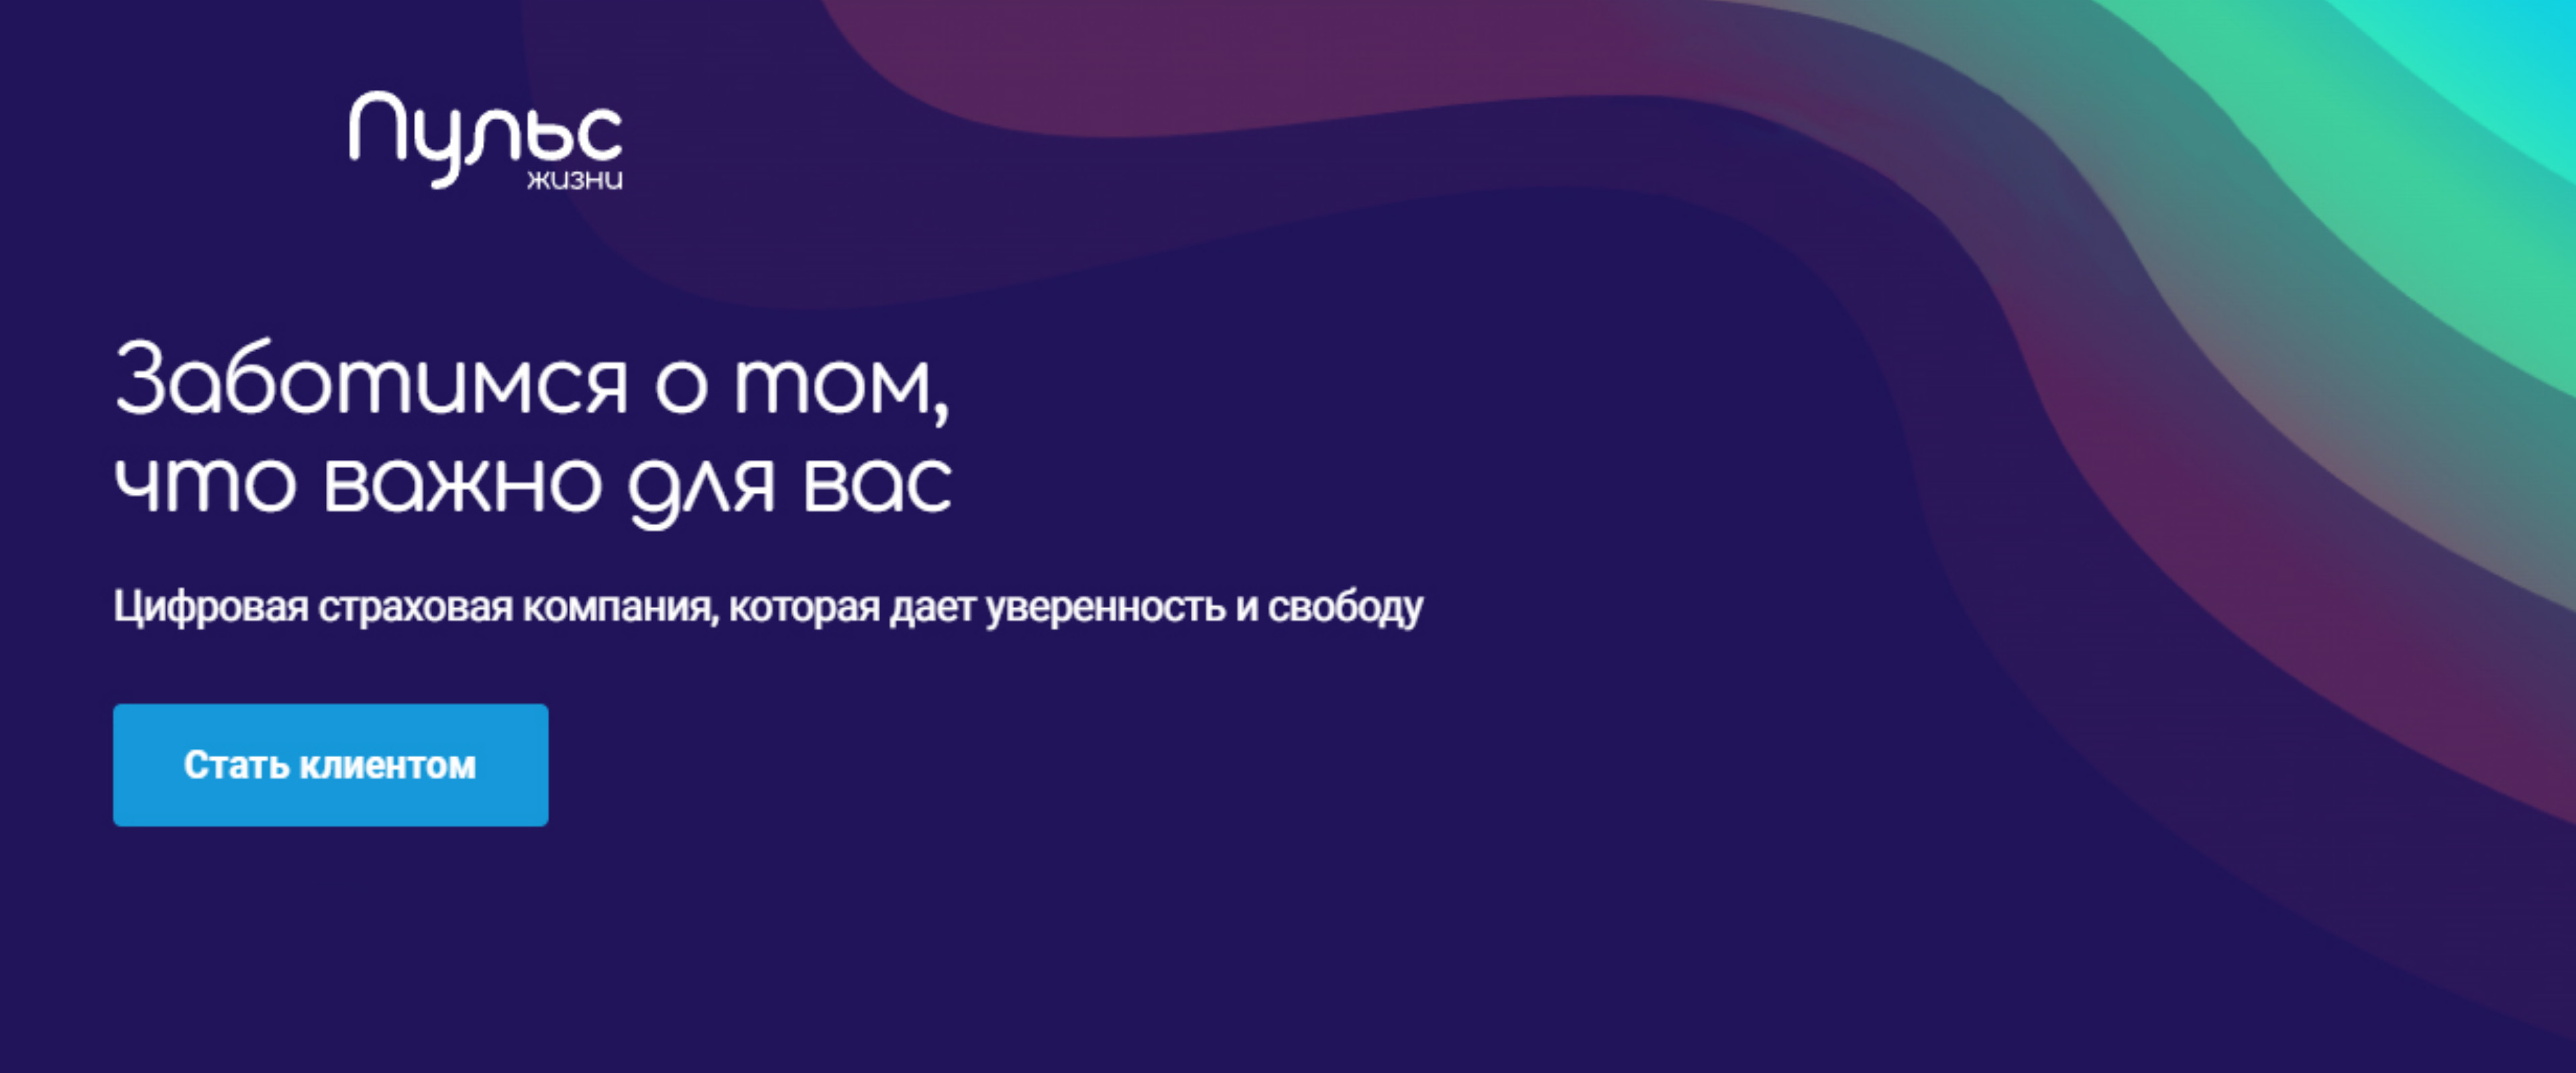 Пульс
жизни
Заботимся о том,
что важно для вас
Цифровая страховая компания, которая дает уверенность и свободу
Стать клиентом